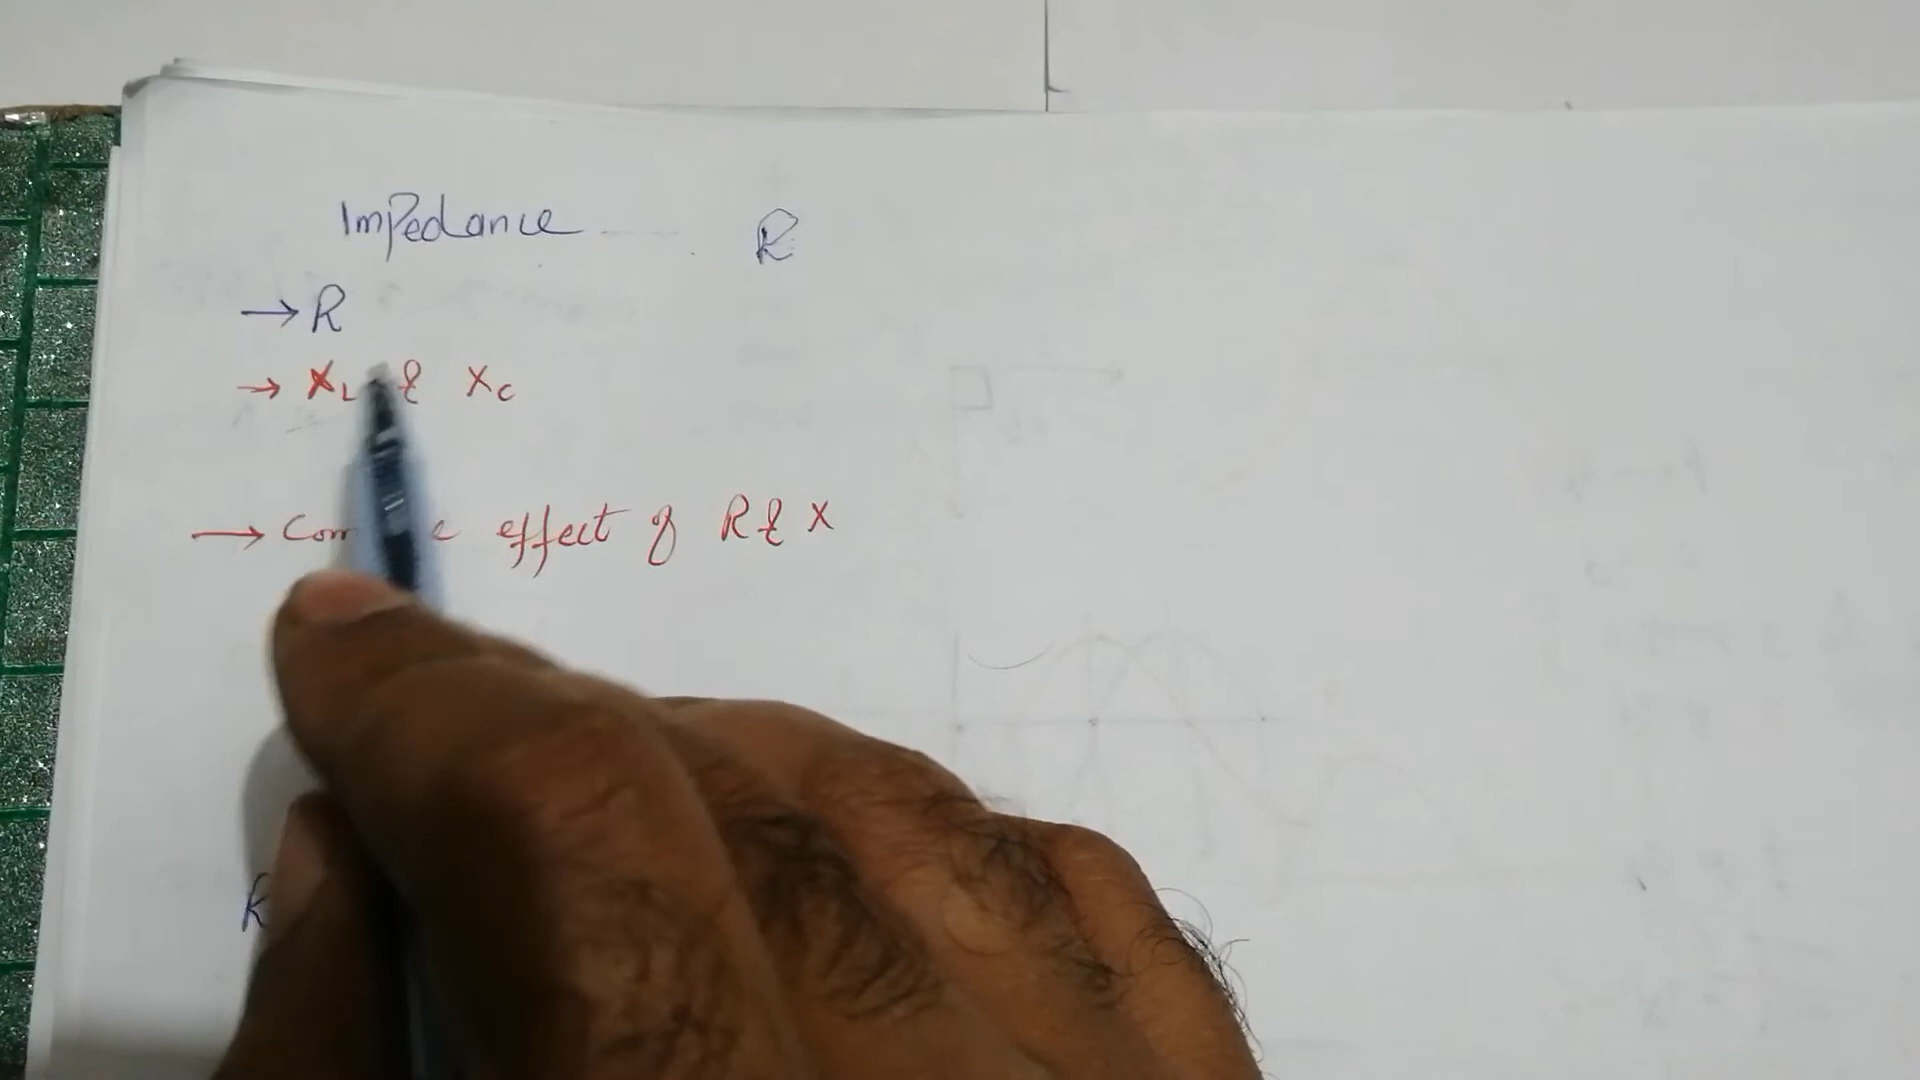 Impedance R
→ R
→ XL & Xc
→ effect of R & X
R